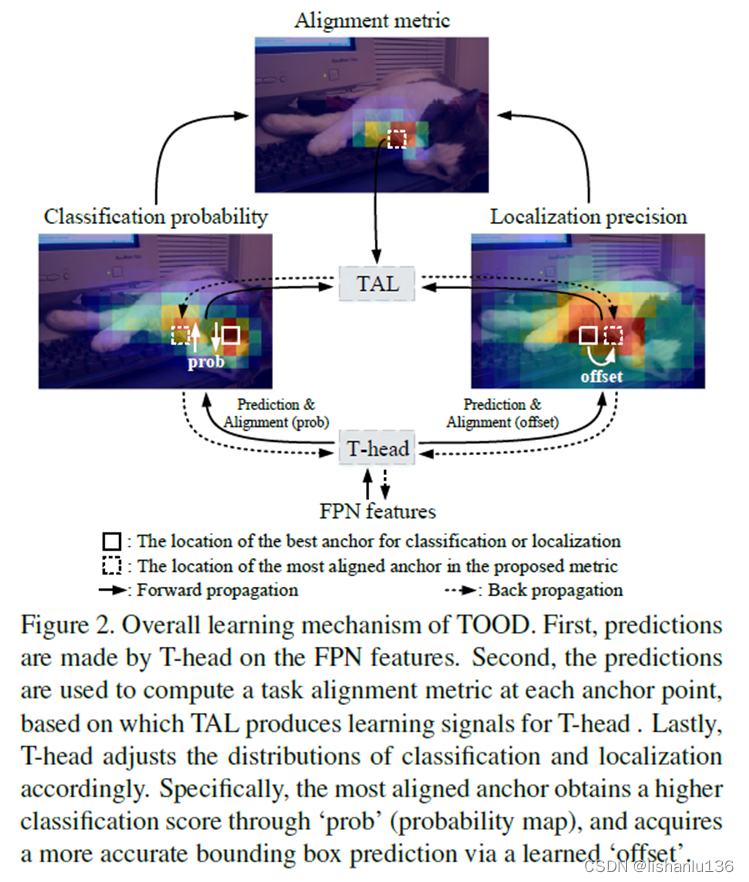 Alignment metric
Classification probability
Localization precision
TAL
prob
offset
Prediction &
Alignment (prob)
Prediction &
Alignment (offset)
T-head
FPN features
: The location of the best anchor for classification or localization
: The location of the most aligned anchor in the proposed metric
: Forward propagation
: Back propagation
Figure 2. Overall learning mechanism of TOOD. First, predictions
are made by T-head on the FPN features. Second, the predictions
are used to compute a task alignment metric at each anchor point,
based on which TAL produces learning signals for T-head . Lastly,
T-head adjusts the distributions of classification and localization
accordingly. Specifically, the most aligned anchor obtains a higher
classification score through ‘prob’ (probability map), and acquires
a more accurate bounding box prediction via a learned ‘offset’.
CSDN @lishanlu136